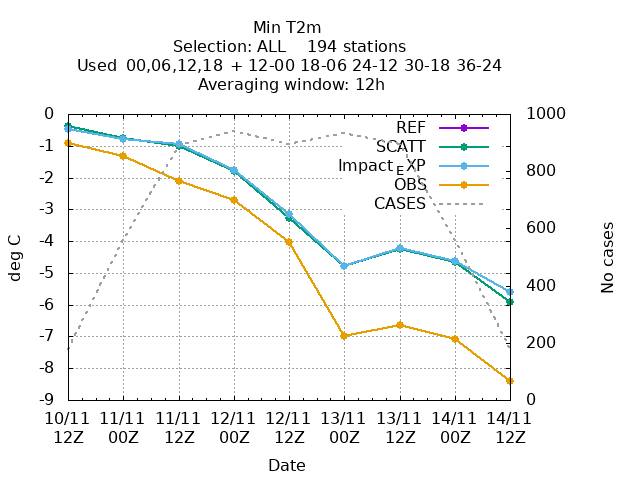 Min T2m
Selection: ALL    194 stations
Used  00,06,12,18  + 12-00 18-06 24-12 30-18 36-24
Averaging window: 12h
0
-1
-2
-3
-4
-5
-6
-7
-8
-9
deg C
1000
800
600
400
200
0
No cases
REF
SCATT
Impact_EXP
OBS
CASES
10/11 11/11 11/11 12/11 12/11 13/11 13/11 14/11 14/11
12Z 00Z 12Z 00Z 12Z 00Z 12Z 00Z 12Z
Date